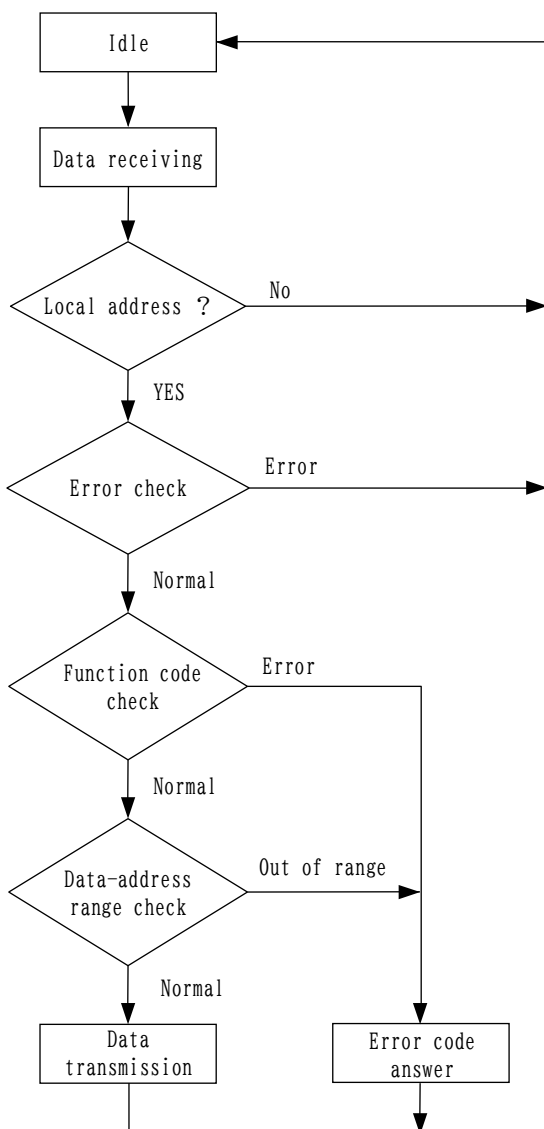 Idle
Data receiving
Local address ？
No
YES
Error check
Error
Normal
Function code
check
Error
Normal
Data-address
range check
Out of range
Normal
Data
transmission
Error code
answer